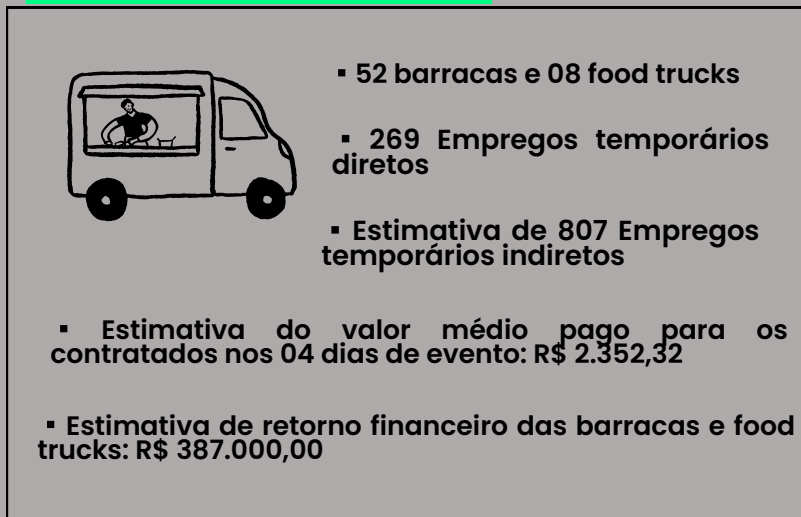 ▪ 52 barracas e 08 food trucks
▪ 269 Empregos temporários
diretos
▪ Estimativa de 807 Empregos
temporários indiretos
▪ Estimativa do valor médio pago para os
contratados nos 04 dias de evento: R$ 2.352,32
▪ Estimativa de retorno financeiro das barracas e food
trucks: R$ 387.000,00